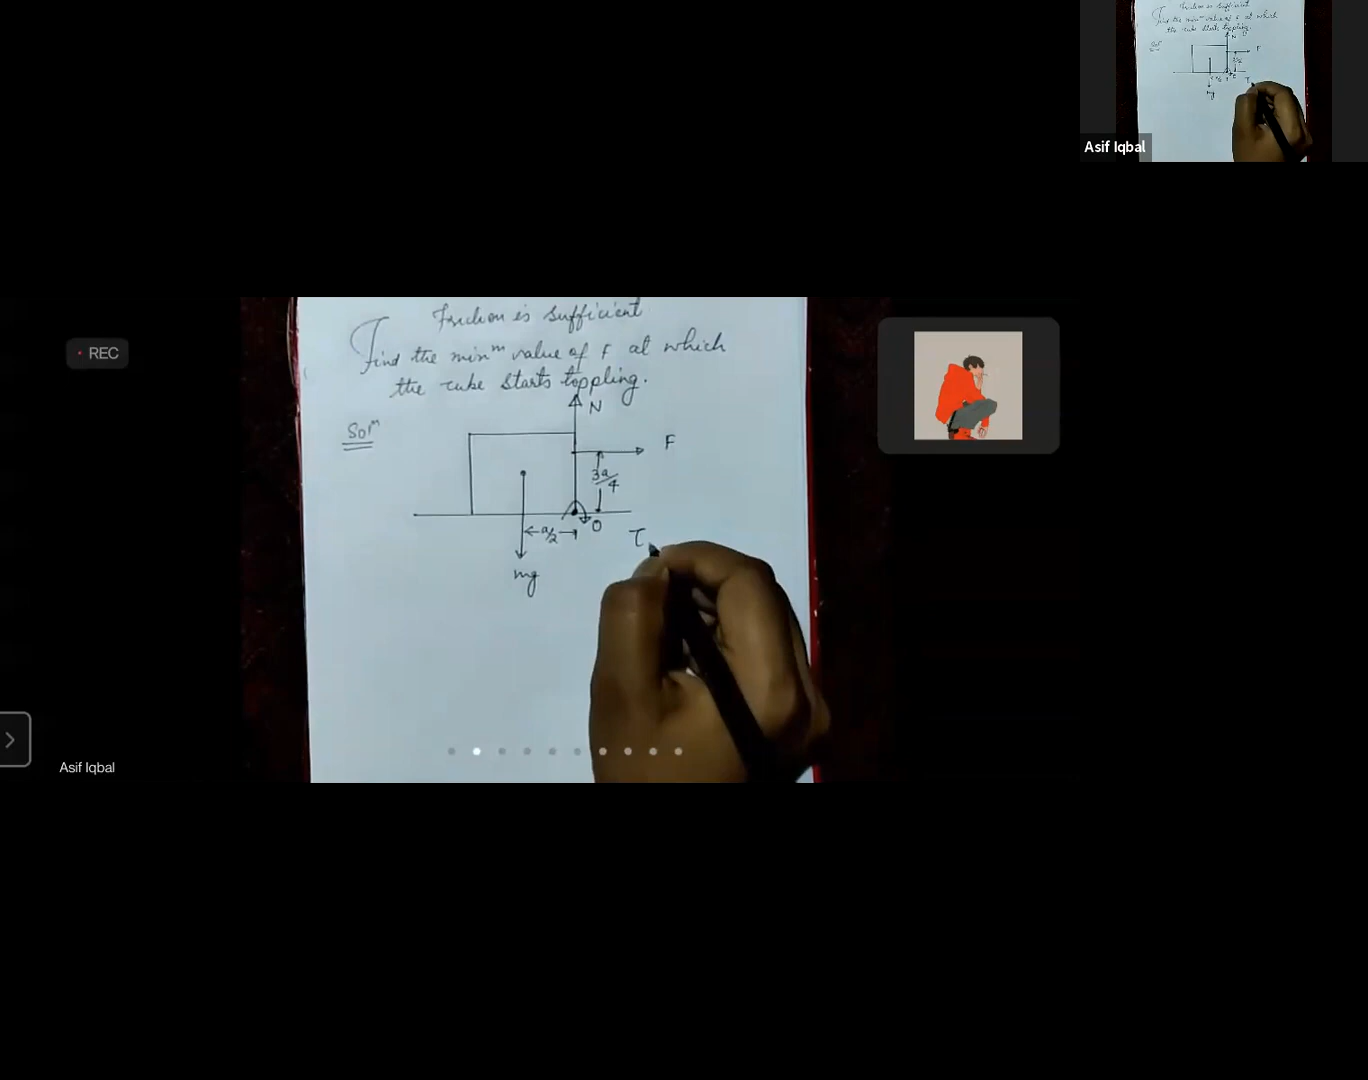 Friction is sufficient
Find the minᵐ value of F at which
the cube starts toppling.
Solⁿ
N
F
3a/4
O
a/2
mg
τ
REC
Asif Iqbal
Asif Iqbal